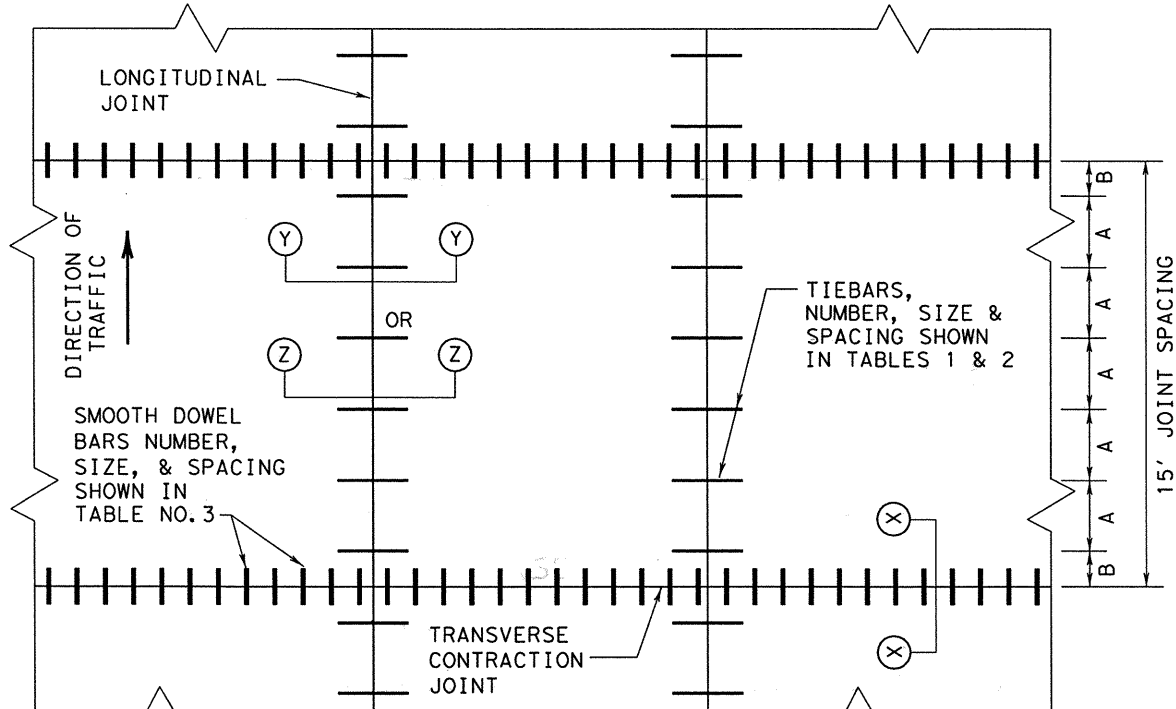 LONGITUDINAL
JOINT
B
A
A
A
A
A
B
15' JOINT SPACING
DIRECTION OF
TRAFFIC
Y
Y
OR
Z
Z
TIEBARS,
NUMBER, SIZE &
SPACING SHOWN
IN TABLES 1 & 2
SMOOTH DOWEL
BARS NUMBER,
SIZE, & SPACING
SHOWN IN
TABLE NO.3
X
X
TRANSVERSE
CONTRACTION
JOINT